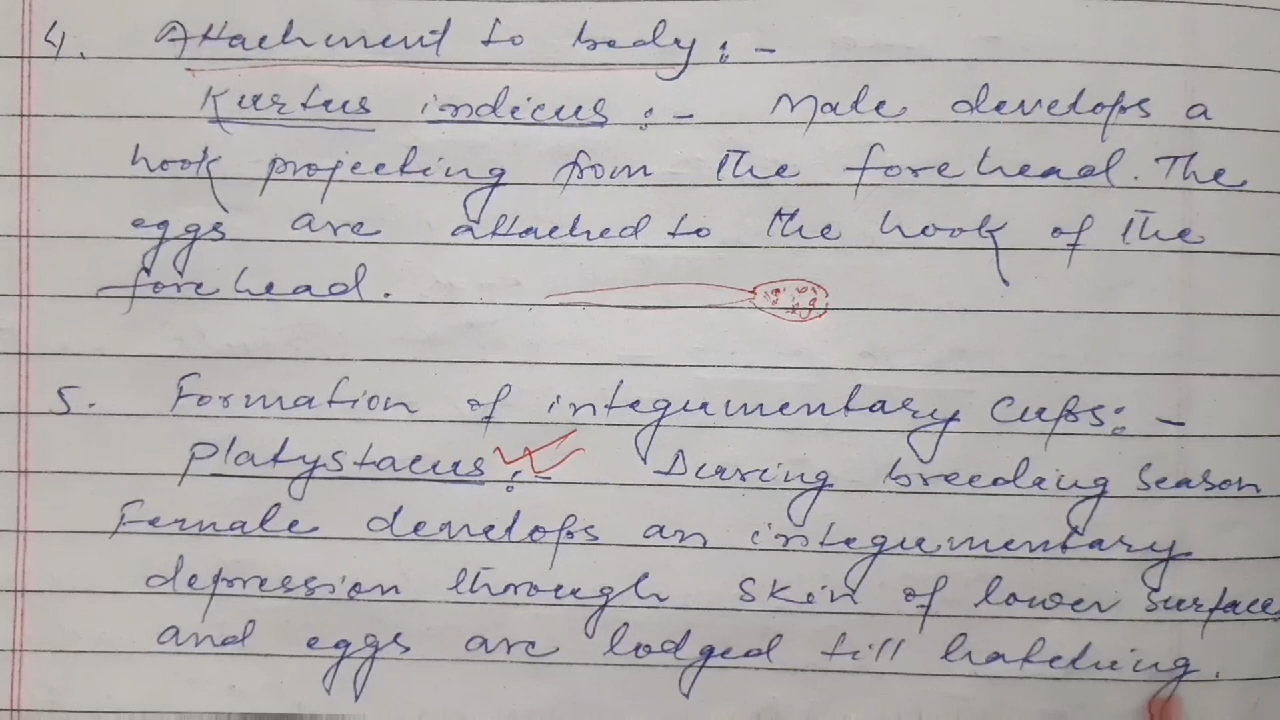 4. Attachment to body :-
Kurtus indicus :- Male develops a
hook projecting from the forehead. The
eggs are attached to the hook of the
forehead.
5. Formation of integumentary cups :-
Platystacus :- During breeding season
Female develops an integumentary
depression through skin of lower surface
and eggs are lodged till hatching.